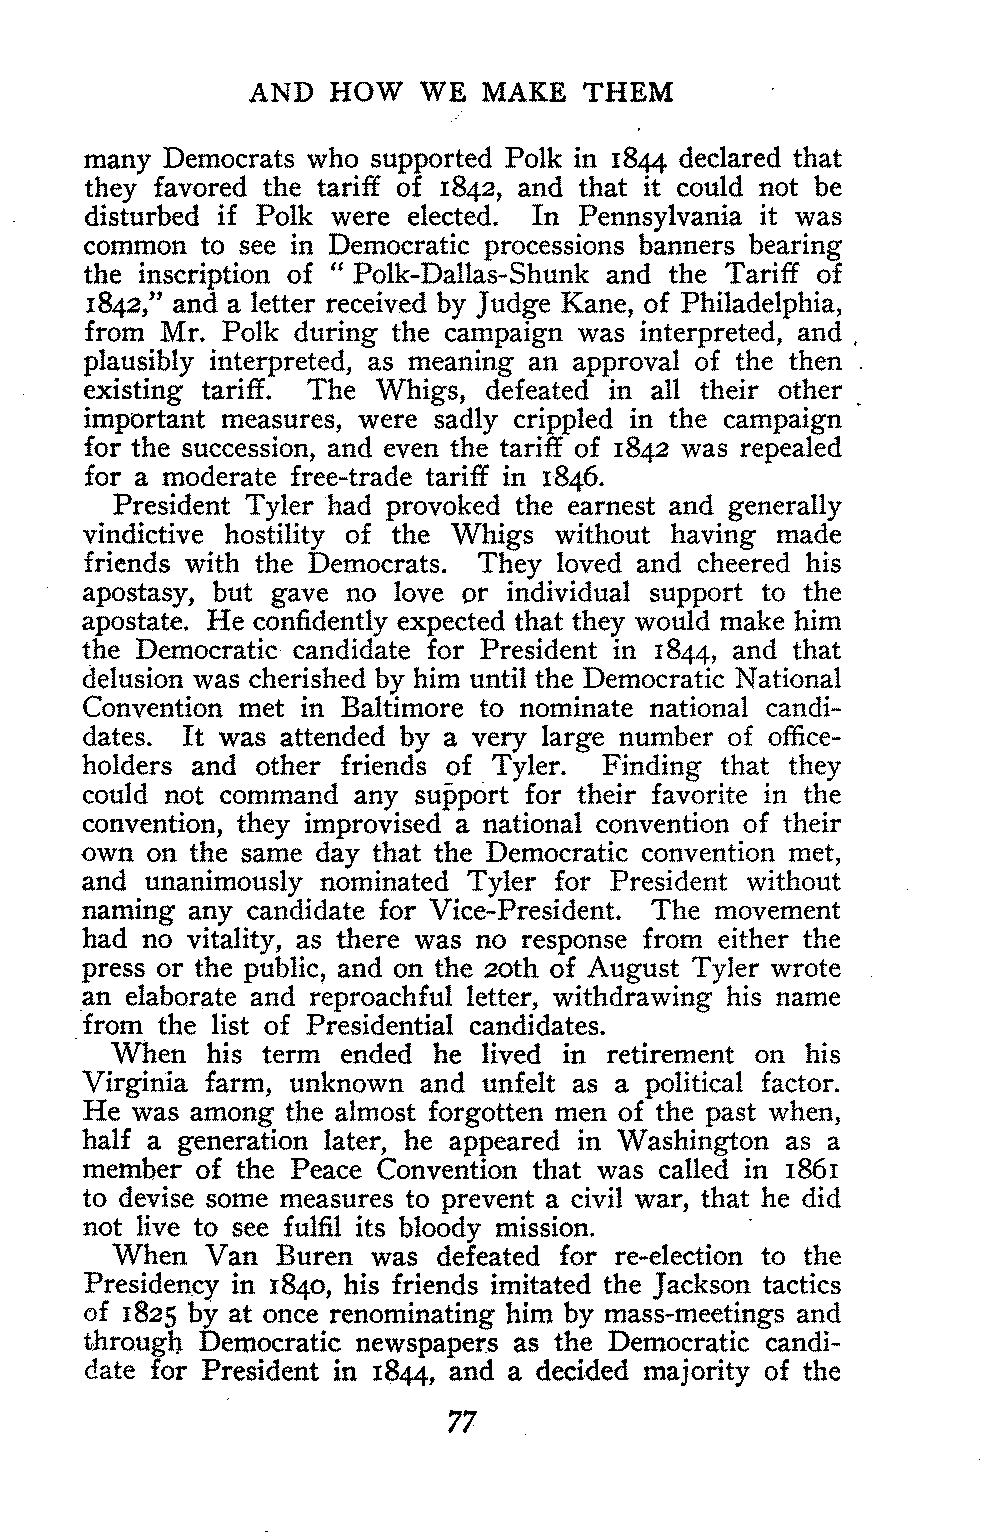 AND HOW WE MAKE THEM
many Democrats who supported Polk in 1844 declared that
they favored the tariff of 1842, and that it could not be
disturbed if Polk were elected. In Pennsylvania it was
common to see in Democratic processions banners bearing
the inscription of " Polk-Dallas-Shunk and the Tariff of
1842," and a letter received by Judge Kane, of Philadelphia,
from Mr. Polk during the campaign was interpreted, and
plausibly interpreted, as meaning an approval of the then
existing tariff. The Whigs, defeated in all their other
important measures, were sadly crippled in the campaign
for the succession, and even the tariff of 1842 was repealed
for a moderate free-trade tariff in 1846.
President Tyler had provoked the earnest and generally
vindictive hostility of the Whigs without having made
friends with the Democrats. They loved and cheered his
apostasy, but gave no love or individual support to the
apostate. He confidently expected that they would make him
the Democratic candidate for President in 1844, and that
delusion was cherished by him until the Democratic National
Convention met in Baltimore to nominate national candi-
dates. It was attended by a very large number of office-
holders and other friends of Tyler. Finding that they
could not command any support for their favorite in the
convention, they improvised a national convention of their
own on the same day that the Democratic convention met,
and unanimously nominated Tyler for President without
naming any candidate for Vice-President. The movement
had no vitality, as there was no response from either the
press or the public, and on the 20th of August Tyler wrote
an elaborate and reproachful letter, withdrawing his name
from the list of Presidential candidates.
When his term ended he lived in retirement on his
Virginia farm, unknown and unfelt as a political factor.
He was among the almost forgotten men of the past when,
half a generation later, he appeared in Washington as a
member of the Peace Convention that was called in 1861
to devise some measures to prevent a civil war, that he did
not live to see fulfil its bloody mission.
When Van Buren was defeated for re-election to the
Presidency in 1840, his friends imitated the Jackson tactics
of 1825 by at once renominating him by mass-meetings and
through Democratic newspapers as the Democratic candi-
date for President in 1844, and a decided majority of the
77